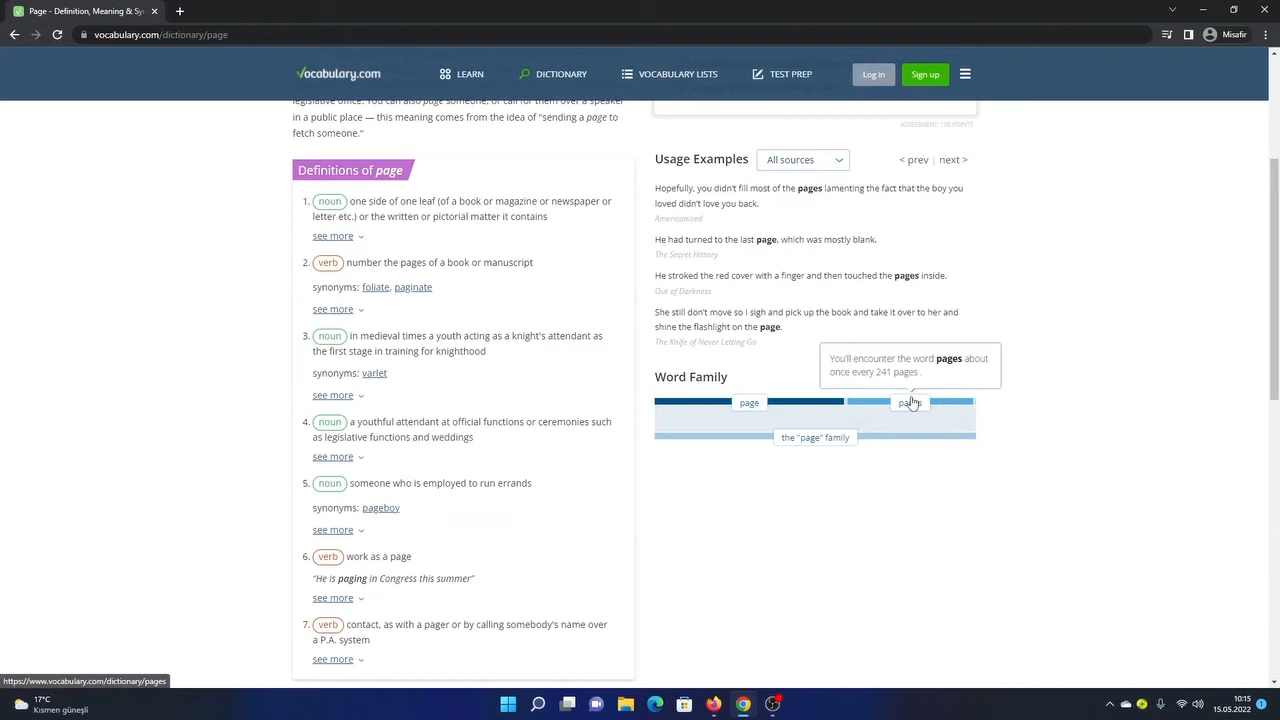 Page - Definition, Meaning & Sy
vocabulary.com/dictionary/page
Misafir
Vocabulary.com
LEARN
DICTIONARY
VOCABULARY LISTS
TEST PREP
Log in
Sign up
legislative office. You can also page someone, or call for them over a speaker
in a public place — this meaning comes from the idea of "sending a page to
fetch someone."
Definitions of page
1. noun one side of one leaf (of a book or magazine or newspaper or
letter etc.) or the written or pictorial matter it contains
see more
2. verb number the pages of a book or manuscript
synonyms: foliate, paginate
see more
3. noun in medieval times a youth acting as a knight's attendant as
the first stage in training for knighthood
synonyms: varlet
see more
4. noun a youthful attendant at official functions or ceremonies such
as legislative functions and weddings
see more
5. noun someone who is employed to run errands
synonyms: pageboy
see more
6. verb work as a page
"He is paging in Congress this summer"
see more
7. verb contact, as with a pager or by calling somebody's name over
a P.A. system
see more
ASSESSMENT: 100 POINTS
Usage Examples
All sources
< prev | next >
Hopefully, you didn't fill most of the pages lamenting the fact that the boy you
loved didn't love you back.
Americanized
He had turned to the last page, which was mostly blank.
The Secret History
He stroked the red cover with a finger and then touched the pages inside.
Out of Darkness
She still don't move so I sigh and pick up the book and take it over to her and
shine the flashlight on the page.
The Knife of Never Letting Go
You'll encounter the word pages about
once every 241 pages .
Word Family
page
pages
the "page" family
https://www.vocabulary.com/dictionary/pages
17°C
Kısmen güneşli
10:15
15.05.2022